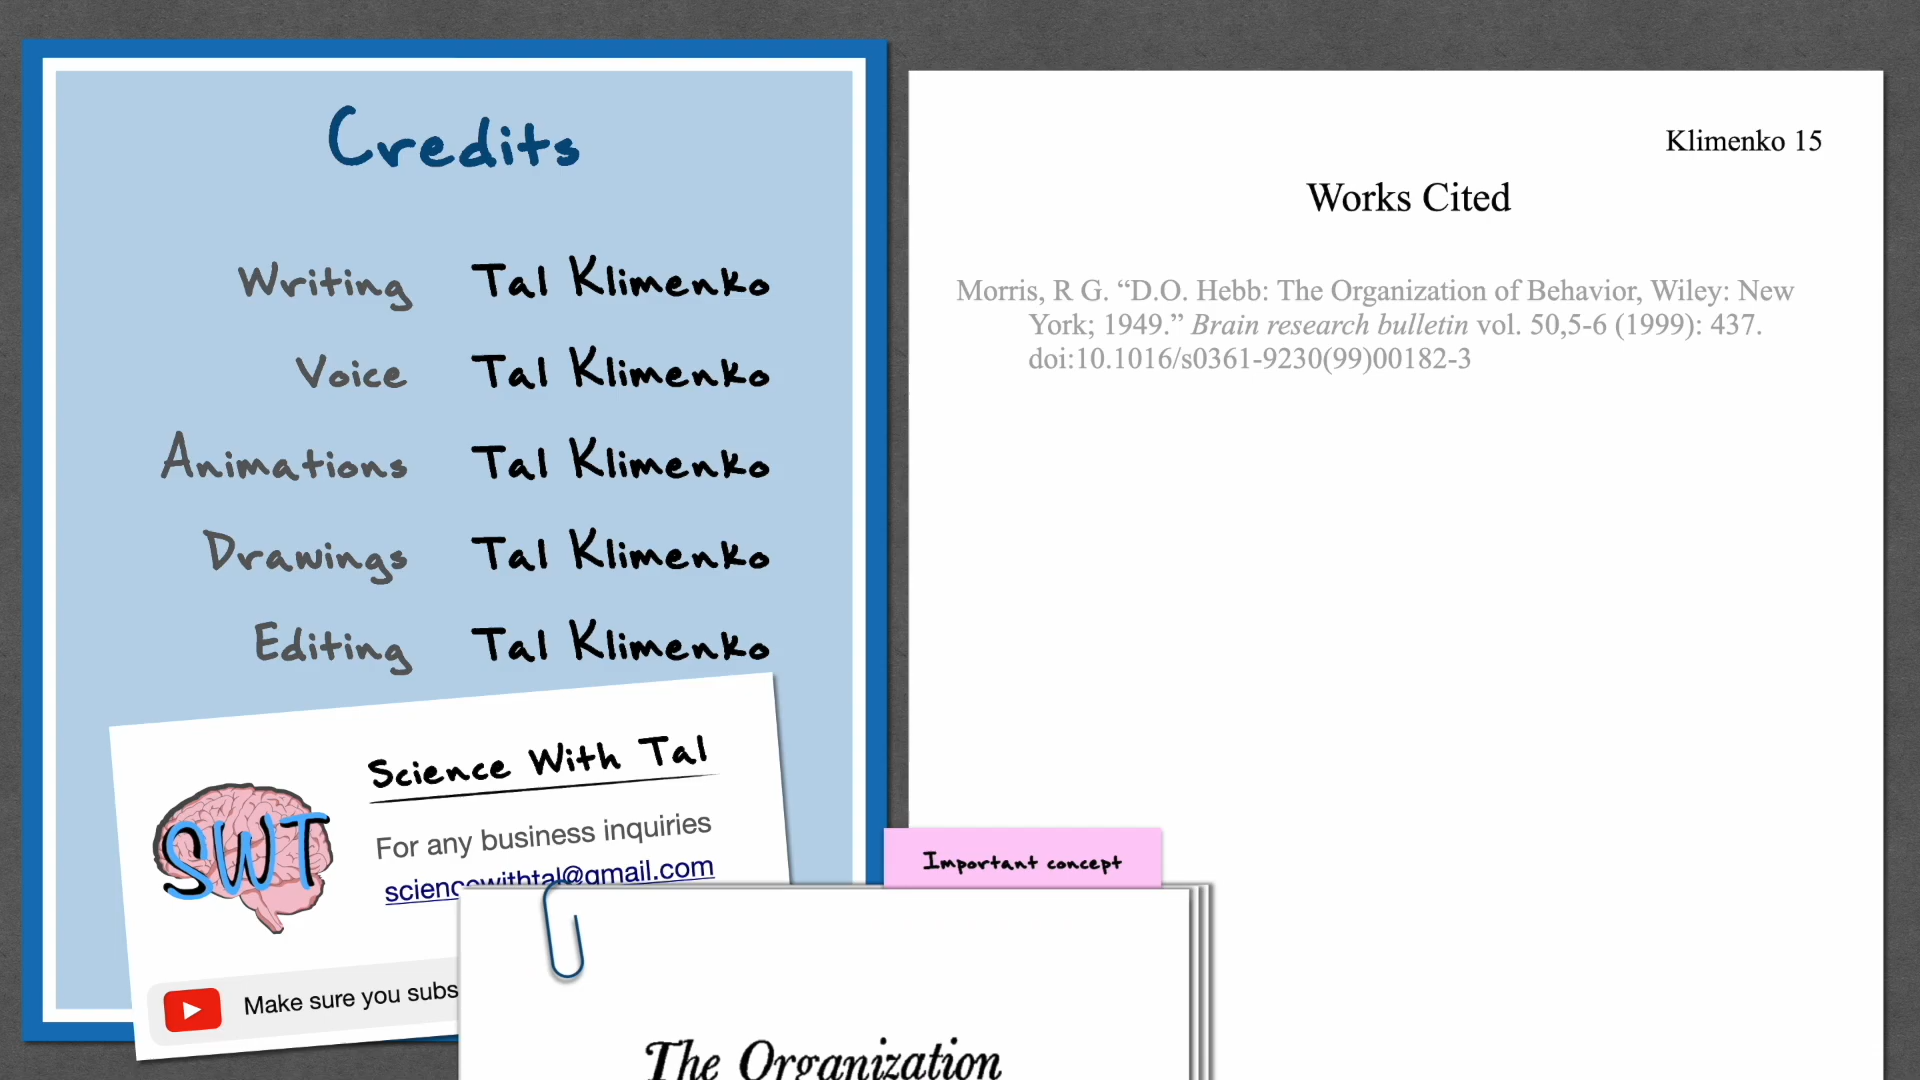 Credits
Writing Tal Klimenko
Voice Tal Klimenko
Animations Tal Klimenko
Drawings Tal Klimenko
Editing Tal Klimenko
Science With Tal
SWT
For any business inquiries
sciencewithtal@gmail.com
Make sure you subs
Klimenko 15
Works Cited
Morris, R G. “D.O. Hebb: The Organization of Behavior, Wiley: New
York; 1949.” Brain research bulletin vol. 50,5-6 (1999): 437.
doi:10.1016/s0361-9230(99)00182-3
Important concept
The Organization